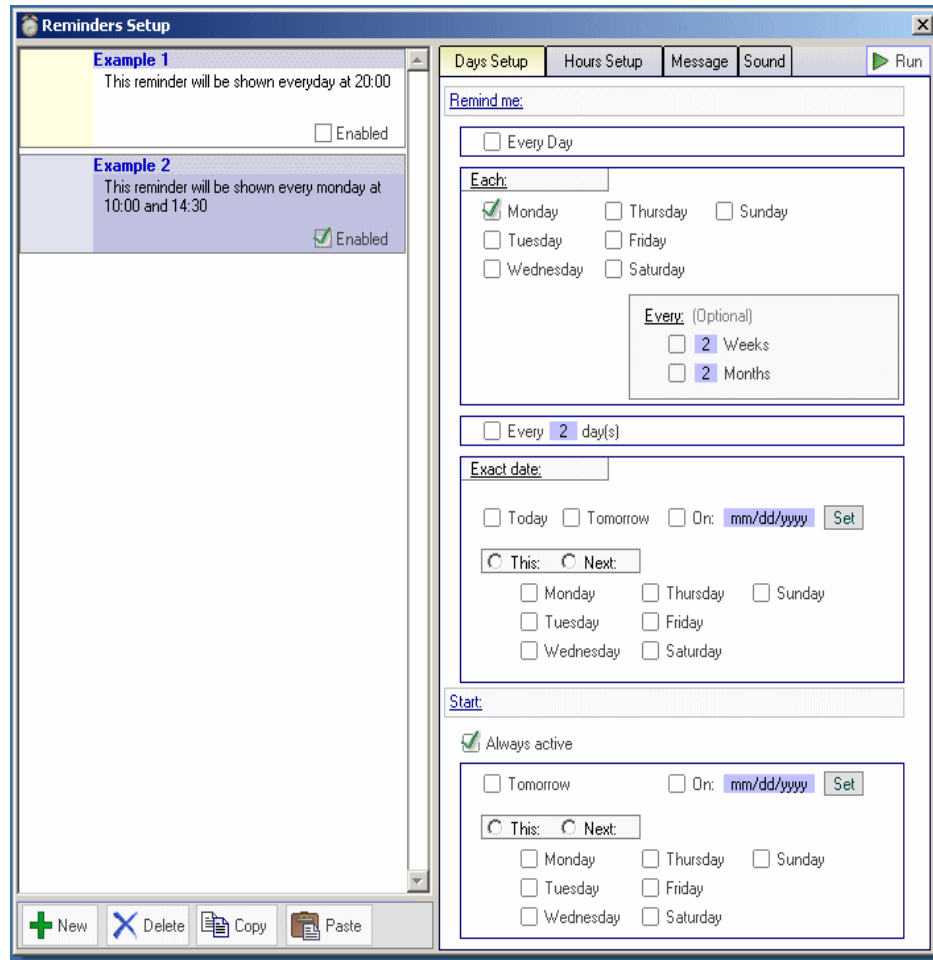 Reminders Setup
Example 1
This reminder will be shown everyday at 20:00
Enabled
Example 2
This reminder will be shown every monday at
10:00 and 14:30
Enabled
New
Delete
Copy
Paste
Days Setup Hours Setup Message Sound Run
Remind me:
Every Day
Each:
Monday Thursday Sunday
Tuesday Friday
Wednesday Saturday
Every: (Optional)
2 Weeks
2 Months
Every 2 day(s)
Exact date:
Today Tomorrow On: mm/dd/yyyy Set
This: Next:
Monday Thursday Sunday
Tuesday Friday
Wednesday Saturday
Start:
Always active
Tomorrow On: mm/dd/yyyy Set
This: Next:
Monday Thursday Sunday
Tuesday Friday
Wednesday Saturday